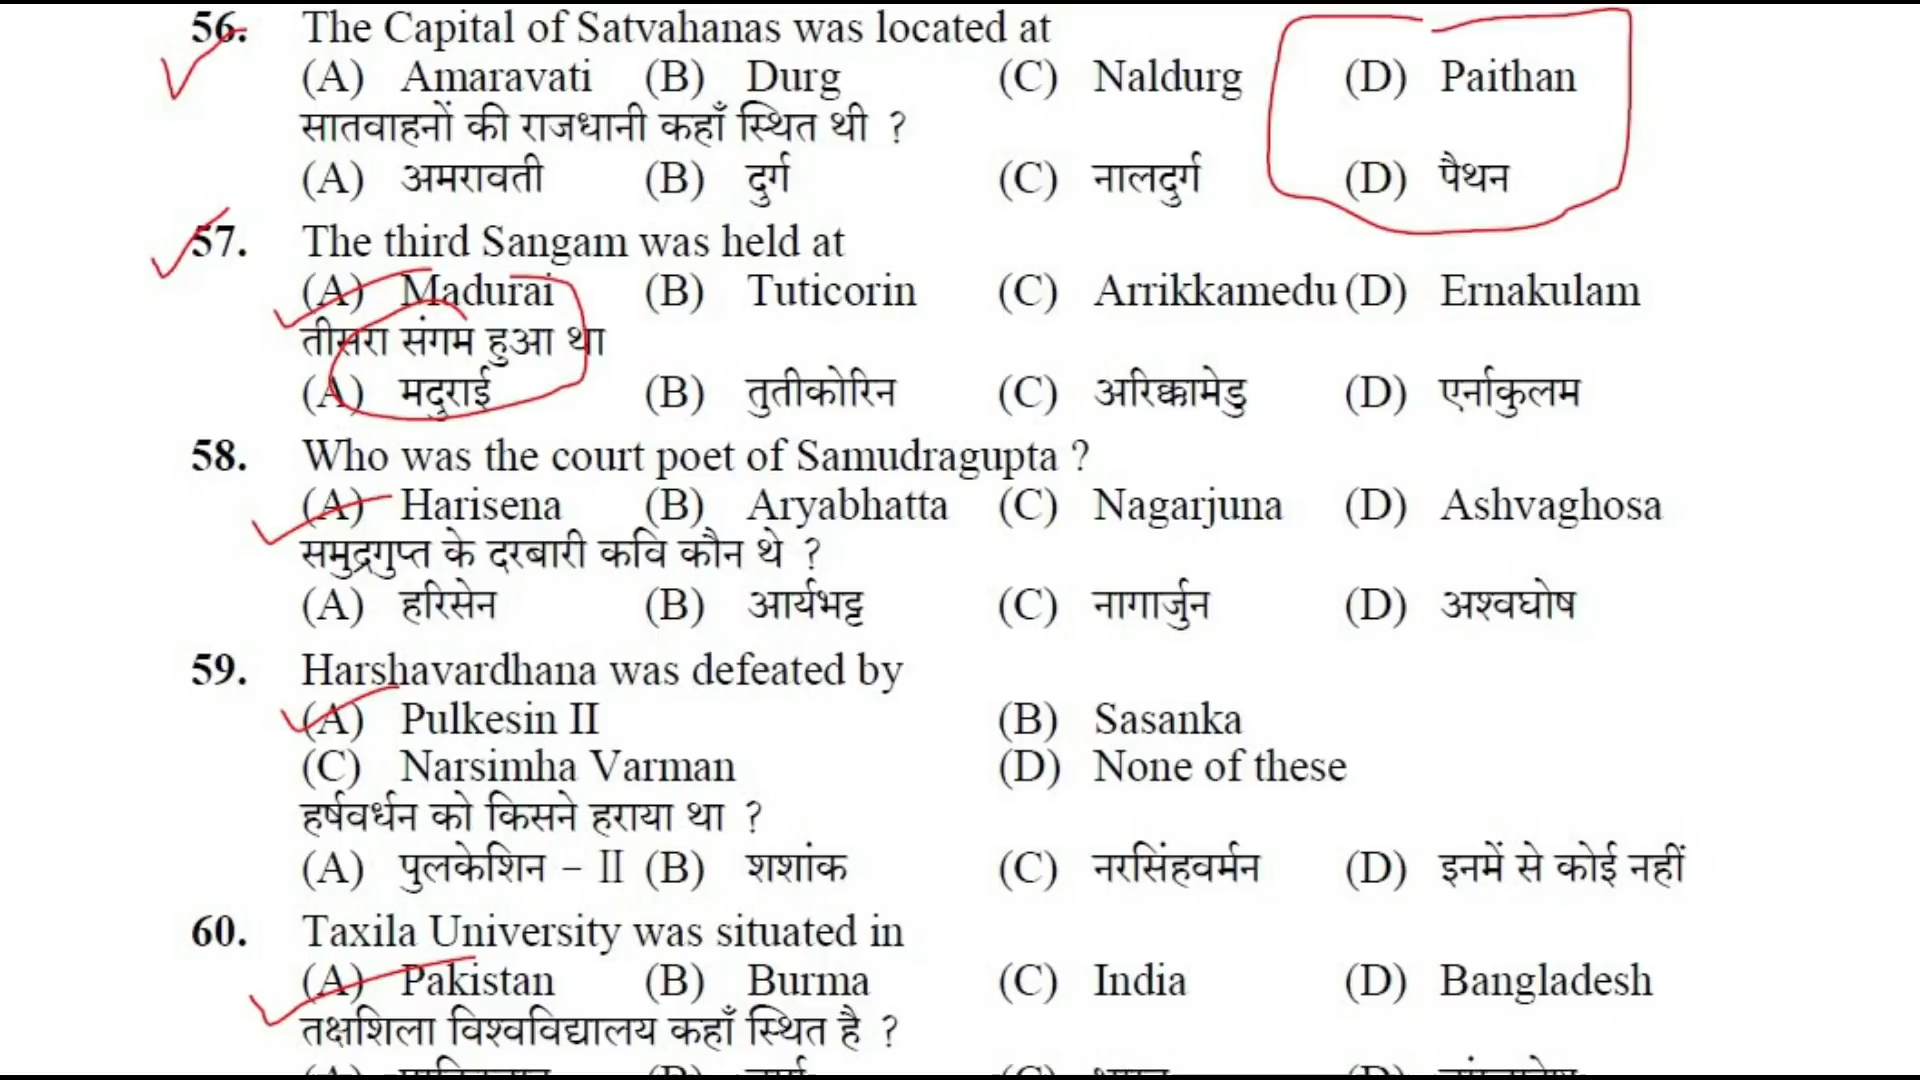 56. The Capital of Satvahanas was located at
(A) Amaravati (B) Durg (C) Naldurg (D) Paithan
सातवाहनों की राजधानी कहाँ स्थित थी ?
(A) अमरावती (B) दुर्ग (C) नालदुर्ग (D) पैथन
57. The third Sangam was held at
(A) Madurai (B) Tuticorin (C) Arrikkamedu (D) Ernakulam
तीसरा संगम हुआ था
(A) मदुराई (B) तुतीकोरिन (C) अरिक्कामेडु (D) एर्नाकुलम
58. Who was the court poet of Samudragupta ?
(A) Harisena (B) Aryabhatta (C) Nagarjuna (D) Ashvaghosa
समुद्रगुप्त के दरबारी कवि कौन थे ?
(A) हरिसेन (B) आर्यभट्ट (C) नागार्जुन (D) अश्वघोष
59. Harshavardhana was defeated by
(A) Pulkesin II (B) Sasanka
(C) Narsimha Varman (D) None of these
हर्षवर्धन को किसने हराया था ?
(A) पुलकेशिन – II (B) शशांक (C) नरसिंहवर्मन (D) इनमें से कोई नहीं
60. Taxila University was situated in
(A) Pakistan (B) Burma (C) India (D) Bangladesh
तक्षशिला विश्वविद्यालय कहाँ स्थित है ?
(A) (B) (C) (D)